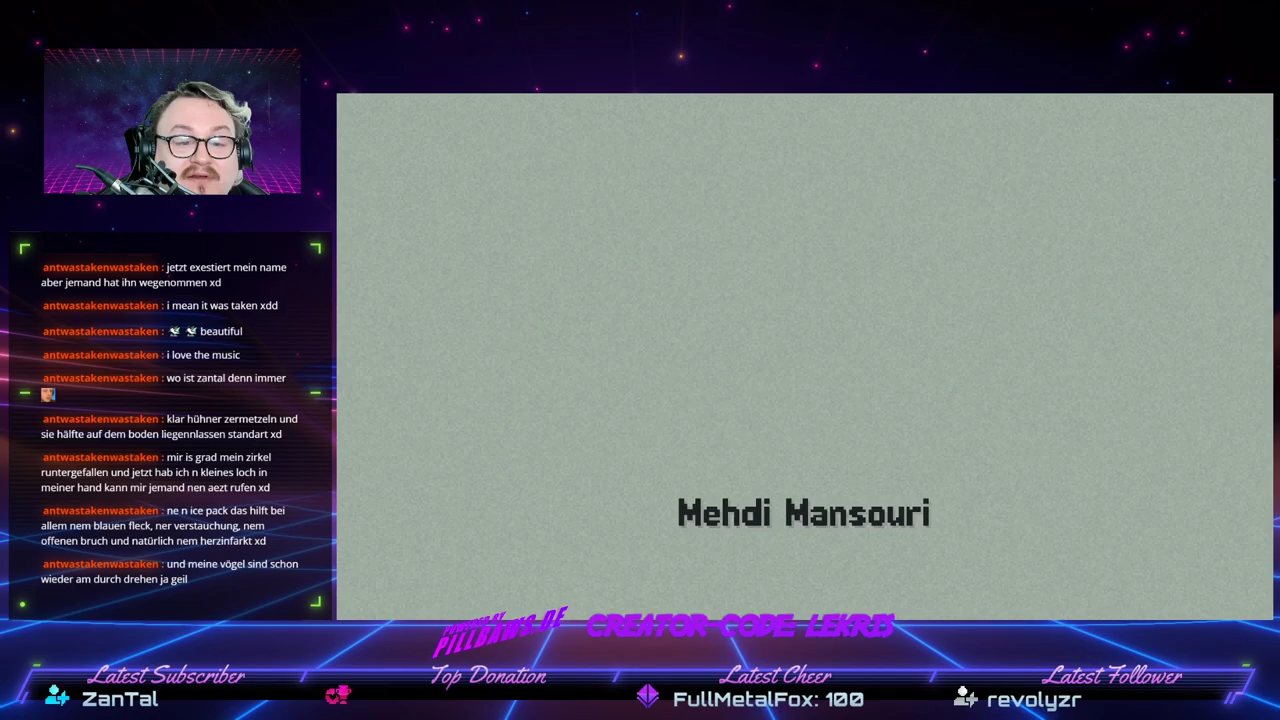 antwastakenwastaken : jetzt exestiert mein name
aber jemand hat ihn wegenommen xd
antwastakenwastaken : i mean it was taken xdd
antwastakenwastaken : beautiful
antwastakenwastaken : i love the music
antwastakenwastaken : wo ist zantal denn immer
antwastakenwastaken : klar hühner zermetzeln und
sie hälfte auf dem boden liegennlassen standart xd
antwastakenwastaken : mir is grad mein zirkel
runtergefallen und jetzt hab ich n kleines loch in
meiner hand kann mir jemand nen aezt rufen xd
antwastakenwastaken : ne n ice pack das hilft bei
allem nem blauen fleck, ner verstauchung, nem
offenen bruch und natürlich nem herzinfarkt xd
antwastakenwastaken : und meine vögel sind schon
wieder am durch drehen ja geil
Mehdi Mansouri
POWERED BY
PILLBAWS.DE
CREATOR CODE LEKRIS
Latest Subscriber
ZanTal
Top Donation
Latest Cheer
FullMetalFox: 100
Latest Follower
revolyzr